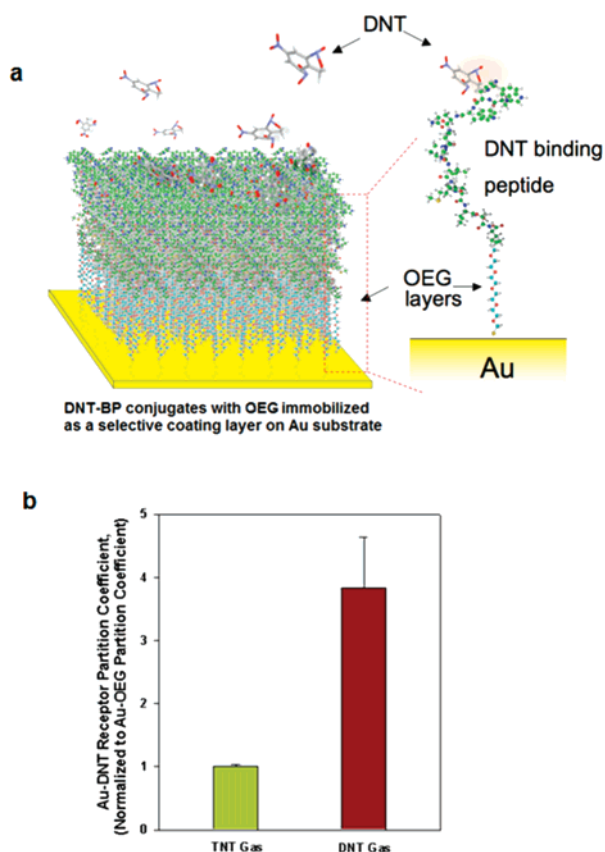 a
DNT
DNT binding
peptide
OEG
layers
Au
DNT-BP conjugates with OEG immobilized
as a selective coating layer on Au substrate
b
Au-DNT Receptor Partition Coefficient,
(Normalized to Au-OEG Partition Coefficient)
5
4
3
2
1
0
TNT Gas
DNT Gas